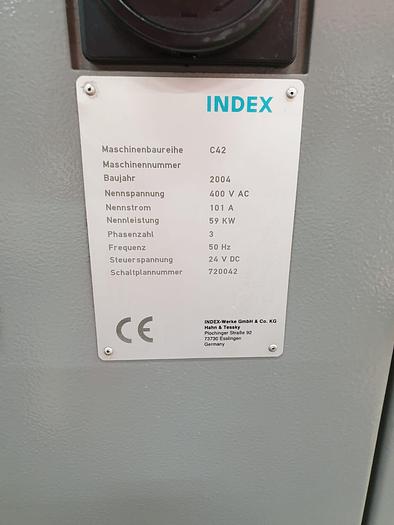 INDEX
Maschinenbaureihe C42
Maschinennummer
Baujahr 2004
Nennspannung 400 V AC
Nennstrom 101 A
Nennleistung 59 KW
Phasenzahl 3
Frequenz 50 Hz
Steuerspannung 24 V DC
Schaltplannummer 720042
CE
INDEX-Werke GmbH & Co. KG
Hahn & Tessky
Plochinger Straße 92
73730 Esslingen
Germany